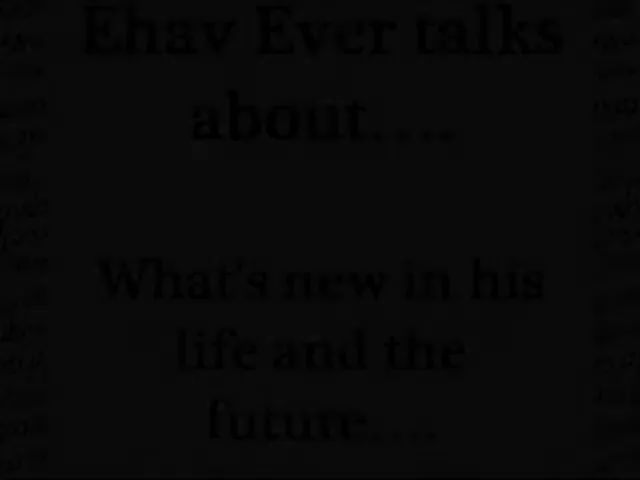 Ehav Ever talks
about....
What's new in his
life and the
future....